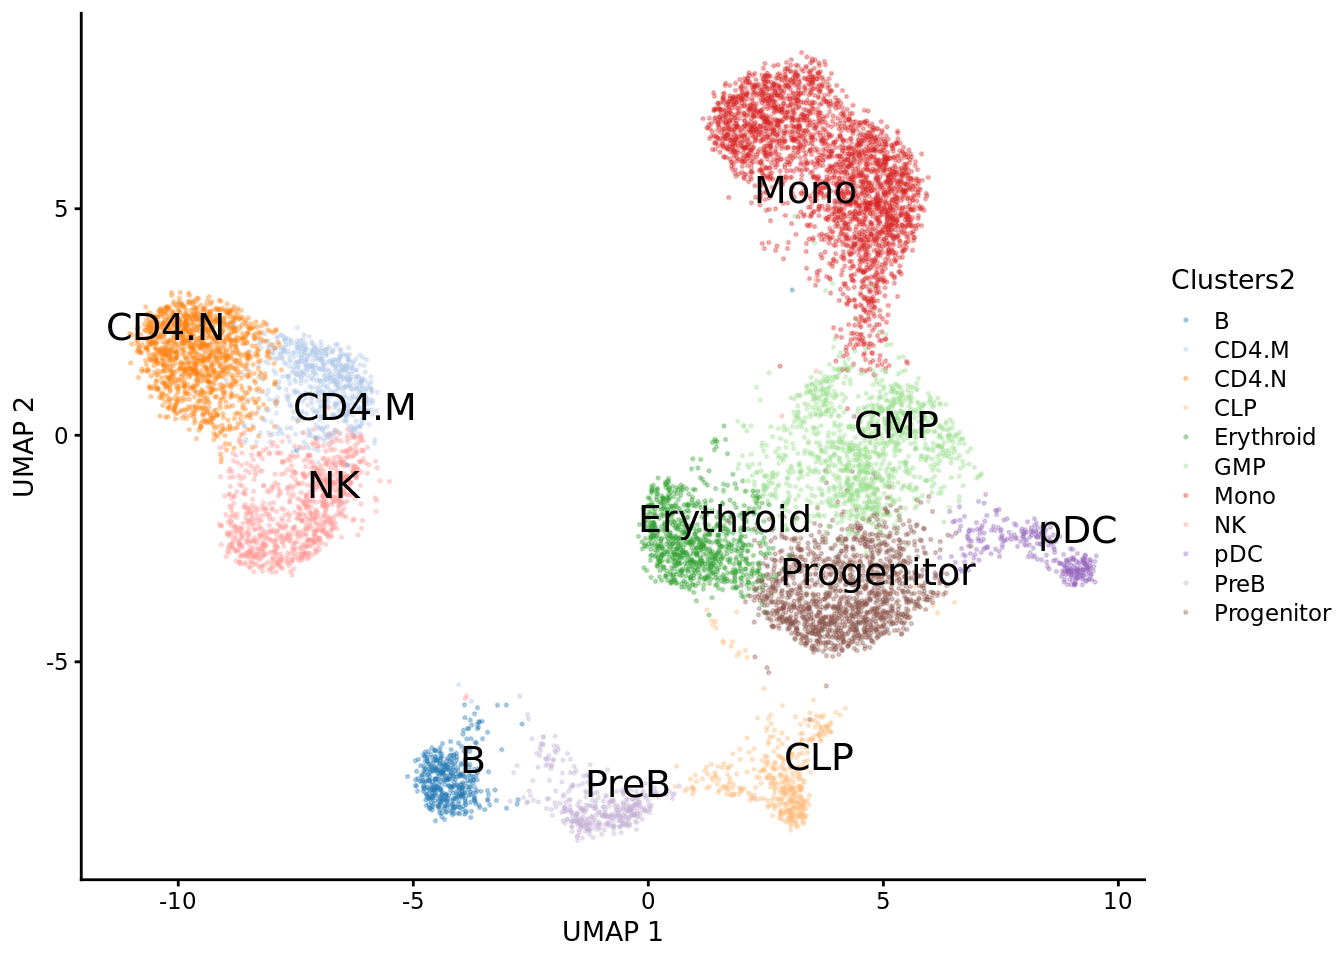 Mono
CD4.N
CD4.M
GMP
NK
Erythroid
pDC
Progenitor
B
CLP
PreB
5
0
-5
UMAP 2
-10
-5
0
5
10
UMAP 1
Clusters2
B
CD4.M
CD4.N
CLP
Erythroid
GMP
Mono
NK
pDC
PreB
Progenitor